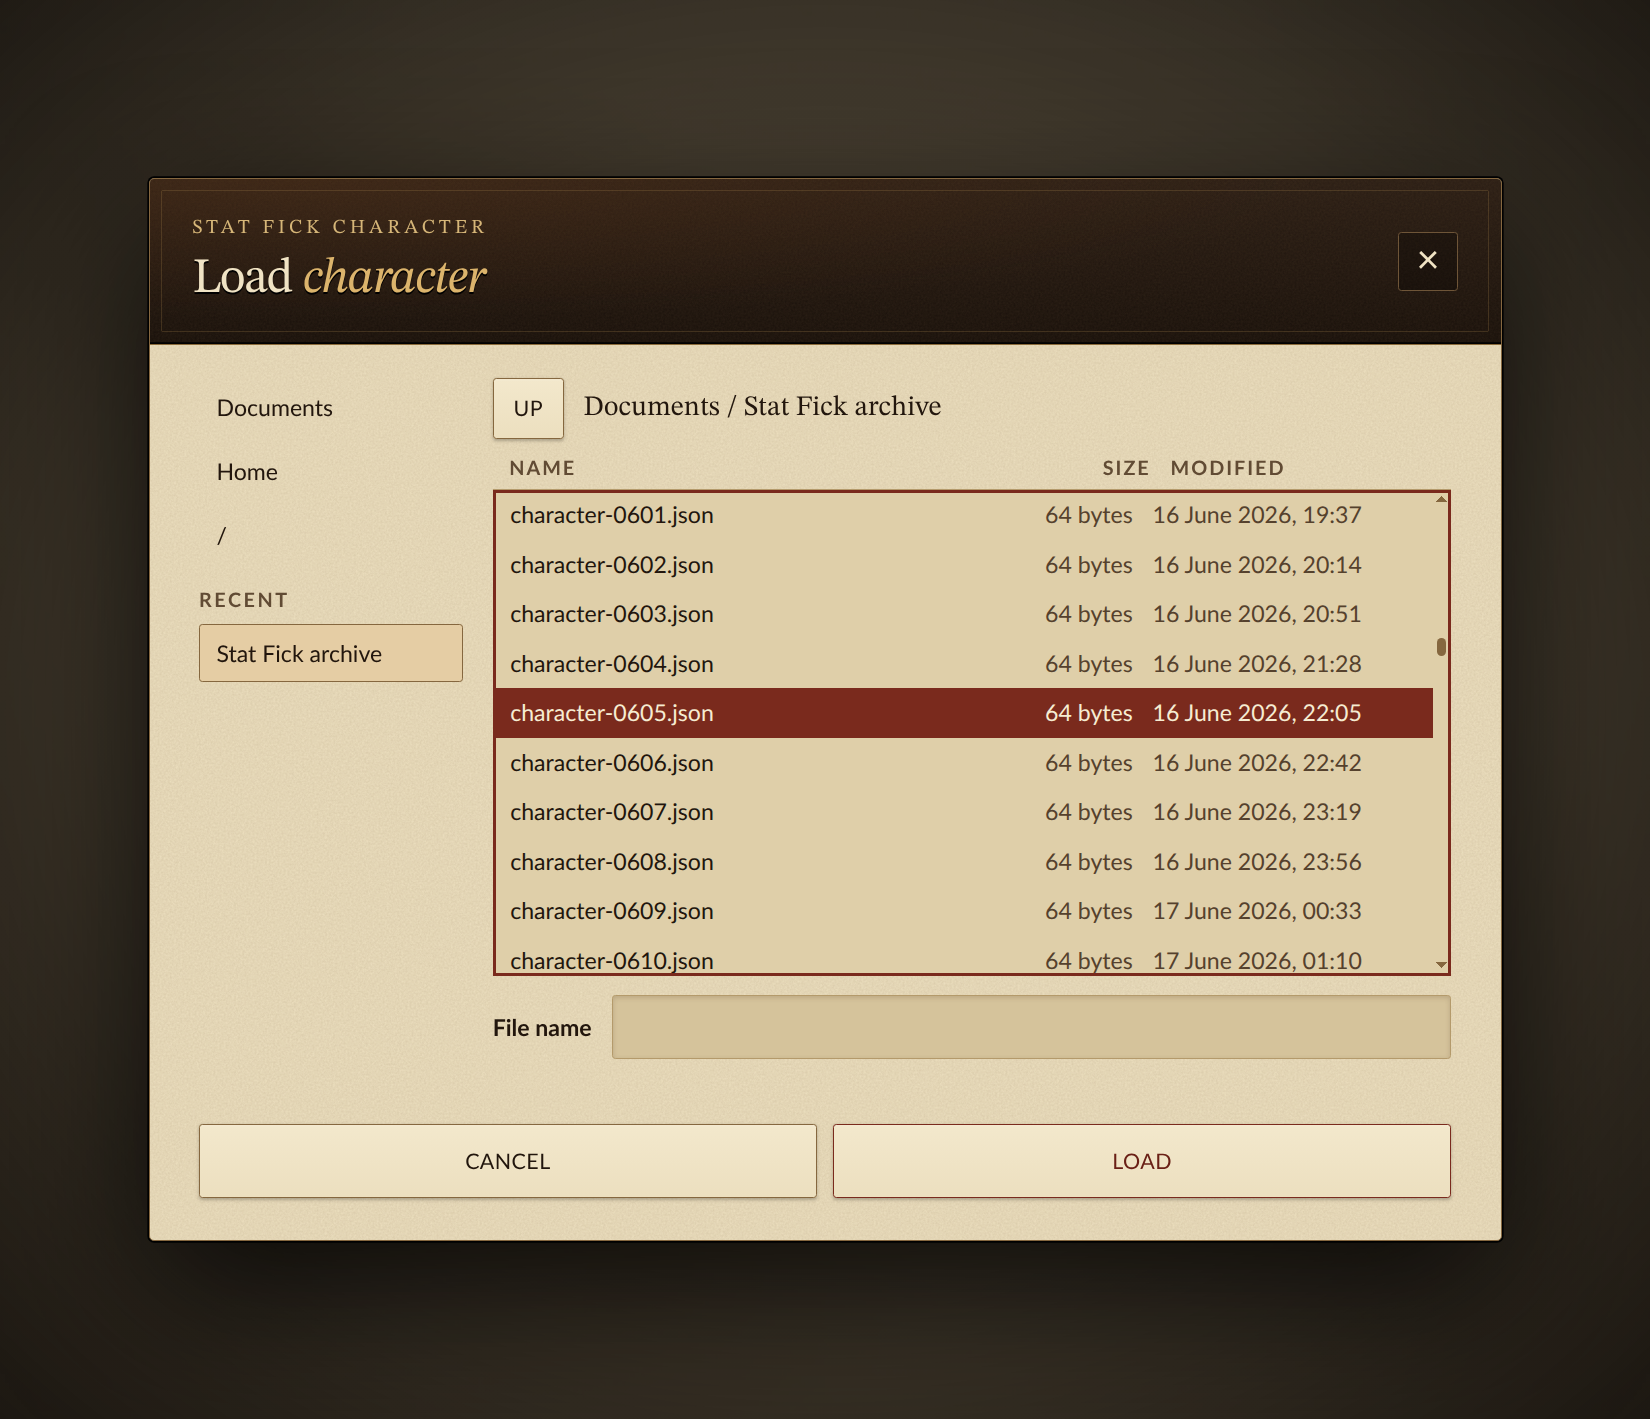 STAT FICK CHARACTER
Load character
×
Documents
Home
/
RECENT
Stat Fick archive
UP Documents / Stat Fick archive
NAME SIZE MODIFIED
character-0601.json 64 bytes 16 June 2026, 19:37
character-0602.json 64 bytes 16 June 2026, 20:14
character-0603.json 64 bytes 16 June 2026, 20:51
character-0604.json 64 bytes 16 June 2026, 21:28
character-0605.json 64 bytes 16 June 2026, 22:05
character-0606.json 64 bytes 16 June 2026, 22:42
character-0607.json 64 bytes 16 June 2026, 23:19
character-0608.json 64 bytes 16 June 2026, 23:56
character-0609.json 64 bytes 17 June 2026, 00:33
character-0610.json 64 bytes 17 June 2026, 01:10
File name
CANCEL LOAD